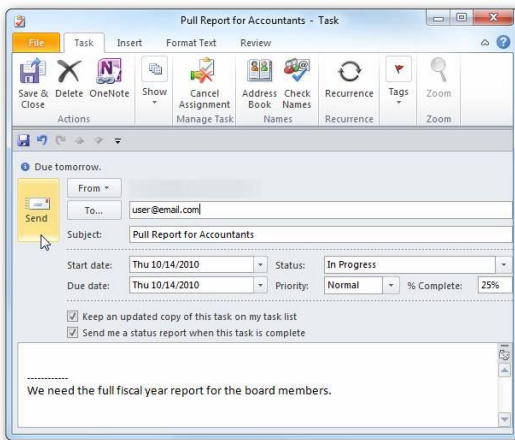 Pull Report for Accountants - Task
File Task Insert Format Text Review
Save & Close Delete OneNote Show Cancel Assignment Address Book Check Names Recurrence Tags Zoom
Actions Manage Task Names Recurrence Zoom
Due tomorrow.
From
Send
To... user@email.com
Subject: Pull Report for Accountants
Start date: Thu 10/14/2010 Status: In Progress
Due date: Thu 10/14/2010 Priority: Normal % Complete: 25%
Keep an updated copy of this task on my task list
Send me a status report when this task is complete
------------
We need the full fiscal year report for the board members.